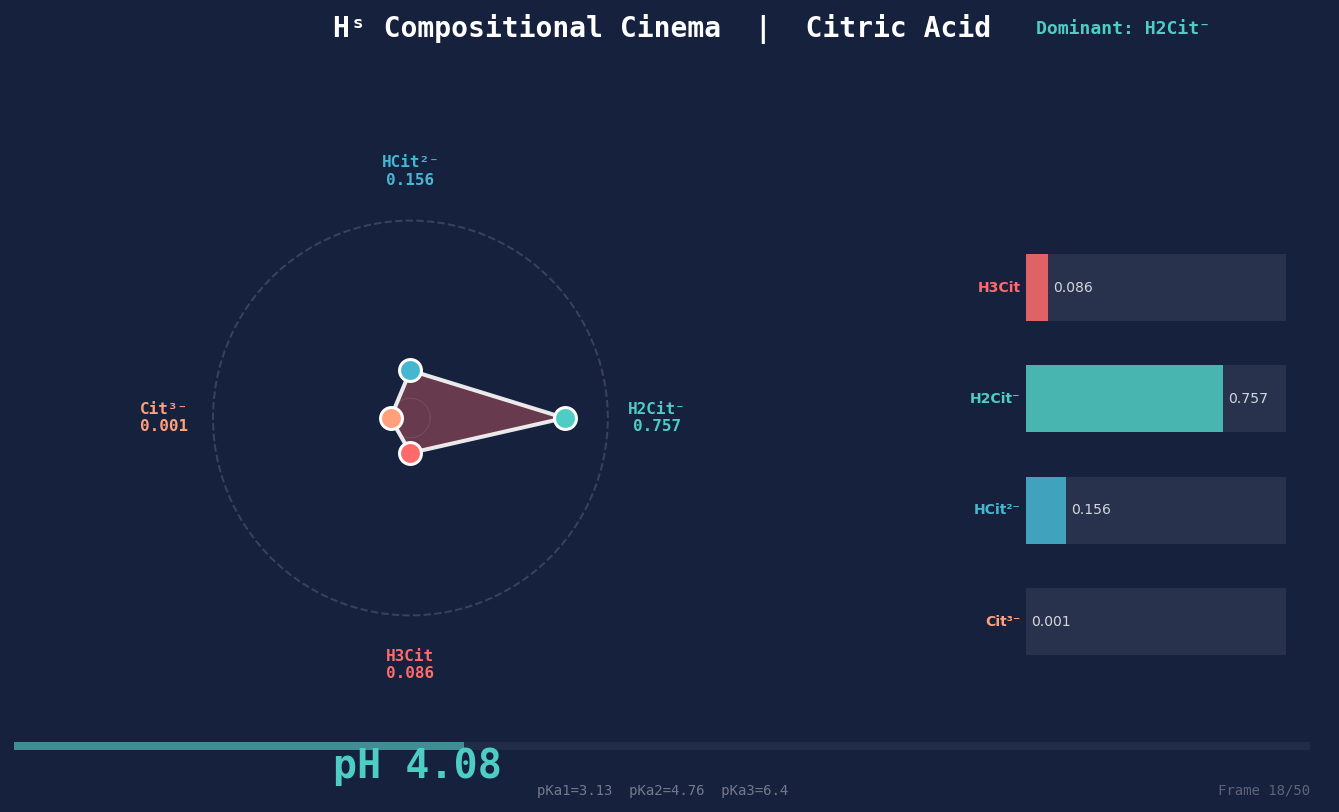 Hˢ Compositional Cinema | Citric Acid
Dominant: H2Cit⁻
HCit²⁻
0.156
Cit³⁻
0.001
H2Cit⁻
0.757
H3Cit
0.086
H3Cit 0.086
H2Cit⁻ 0.757
HCit²⁻ 0.156
Cit³⁻ 0.001
pH 4.08
pKa1=3.13 pKa2=4.76 pKa3=6.4
Frame 18/50